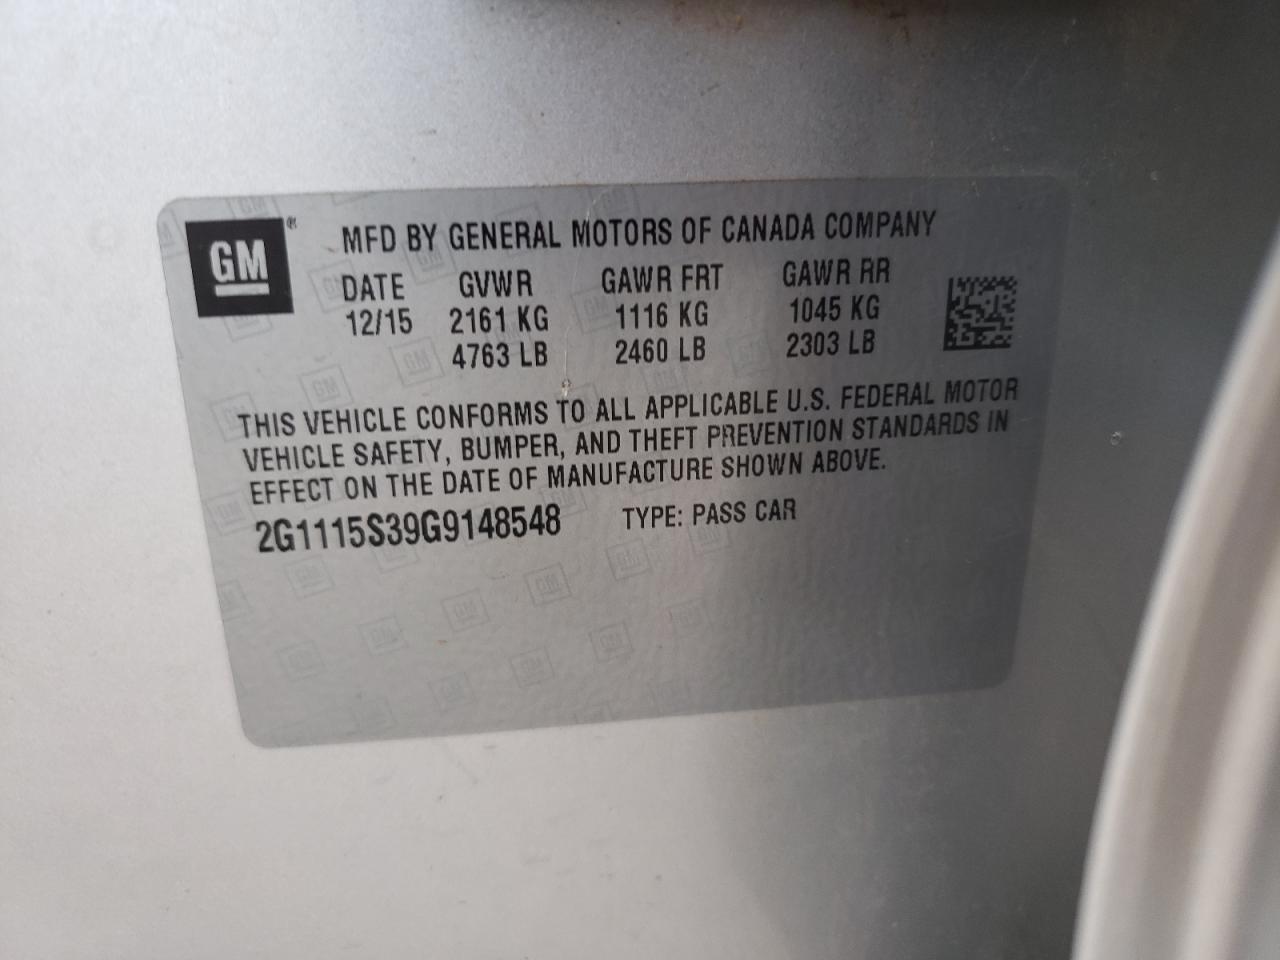 GM®
MFD BY GENERAL MOTORS OF CANADA COMPANY
DATE GVWR GAWR FRT GAWR RR
12/15 2161 KG 1116 KG 1045 KG
4763 LB 2460 LB 2303 LB
THIS VEHICLE CONFORMS TO ALL APPLICABLE U.S. FEDERAL MOTOR
VEHICLE SAFETY, BUMPER, AND THEFT PREVENTION STANDARDS IN
EFFECT ON THE DATE OF MANUFACTURE SHOWN ABOVE.
2G1115S39G9148548 TYPE: PASS CAR